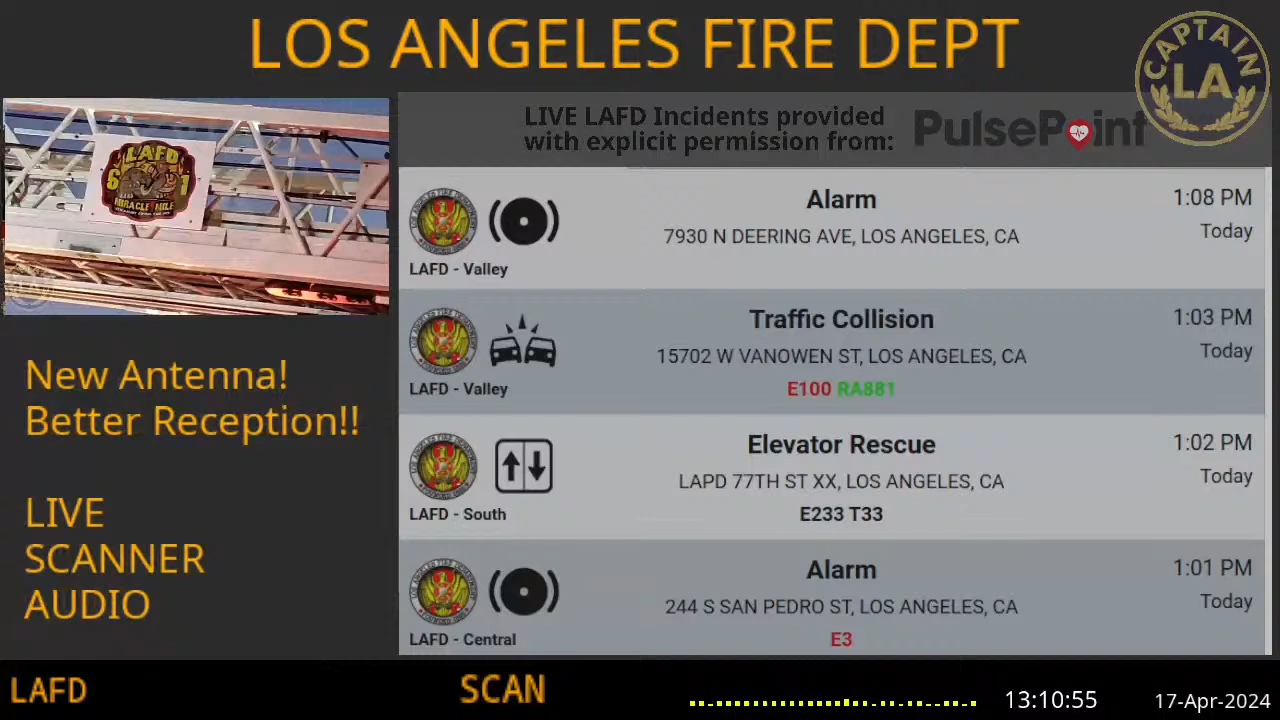 LOS ANGELES FIRE DEPT
CAPTAIN
LA
LIVE LAFD Incidents provided
with explicit permission from:
PulsePoint
LAFD
MIRACLE MILE
Alarm
1:08 PM
7930 N DEERING AVE, LOS ANGELES, CA
Today
LAFD - Valley
Traffic Collision
1:03 PM
15702 W VANOWEN ST, LOS ANGELES, CA
Today
LAFD - Valley
E100 RA881
Elevator Rescue
1:02 PM
LAPD 77TH ST XX, LOS ANGELES, CA
Today
LAFD - South
E233 T33
Alarm
1:01 PM
244 S SAN PEDRO ST, LOS ANGELES, CA
Today
LAFD - Central
E3
New Antenna!
Better Reception!!
LIVE
SCANNER
AUDIO
LAFD
SCAN
13:10:55
17-Apr-2024